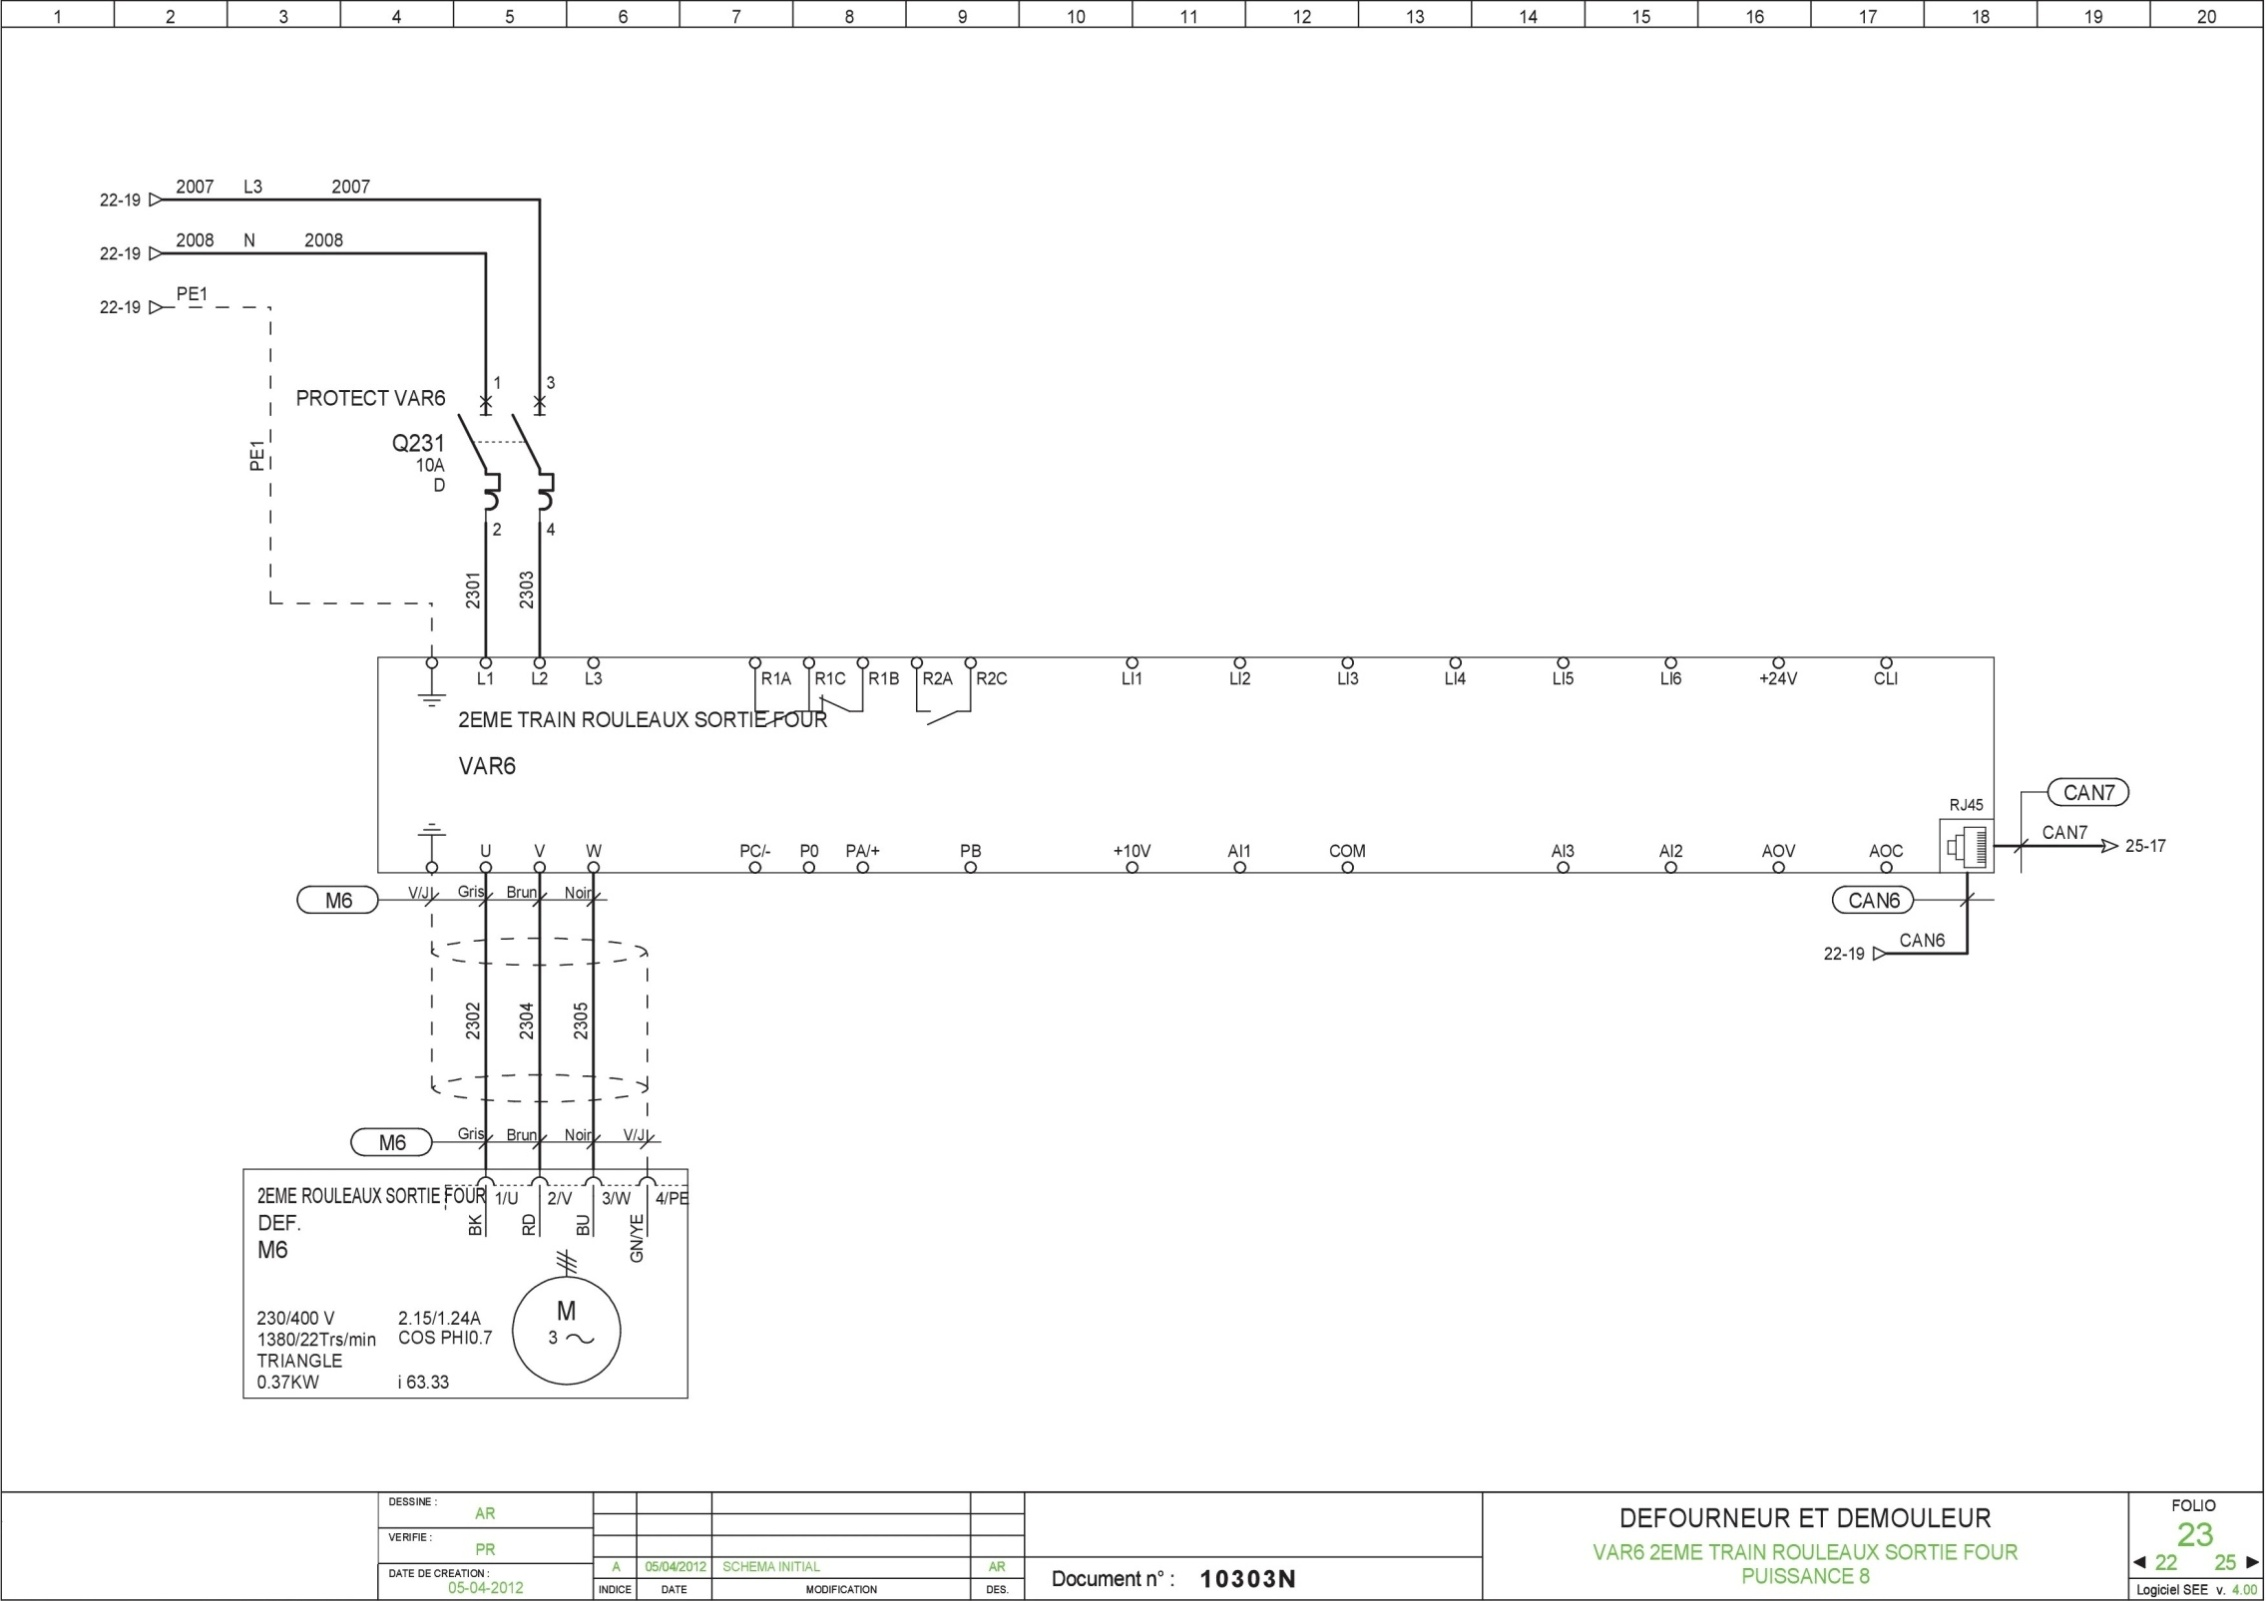 1 2 3 4 5 6 7 8 9 10 11 12 13 14 15 16 17 18 19 20
22-19 2007 L3 2007
22-19 2008 N 2008
22-19 PE1
PE1
1 3
PROTECT VAR6
Q231
10A
D
2 4
2301 2303
L1 L2 L3 R1A R1C R1B R2A R2C LI1 LI2 LI3 LI4 LI5 LI6 +24V CLI
2EME TRAIN ROULEAUX SORTIE FOUR
VAR6
RJ45
CAN7
CAN7
25-17
U V W PC/- P0 PA/+ PB +10V AI1 COM AI3 AI2 AOV AOC
M6 V/J Gris Brun Noir
CAN6
22-19 CAN6
2302 2304 2305
M6 Gris Brun Noir V/J
2EME ROULEAUX SORTIE FOUR
DEF.
M6
1/U 2/V 3/W 4/PE
BK RD BU GN/YE
M
3
230/400 V 2.15/1.24A
1380/22Trs/min COS PHI0.7
TRIANGLE
0.37KW i 63.33
DESSINE :
AR
VERIFIE :
PR
DATE DE CREATION :
05-04-2012
A 05/04/2012 SCHEMA INITIAL AR
INDICE DATE MODIFICATION DES.
Document n° : 10303N
DEFOURNEUR ET DEMOULEUR
VAR6 2EME TRAIN ROULEAUX SORTIE FOUR
PUISSANCE 8
FOLIO
23
22 25
Logiciel SEE v. 4.00